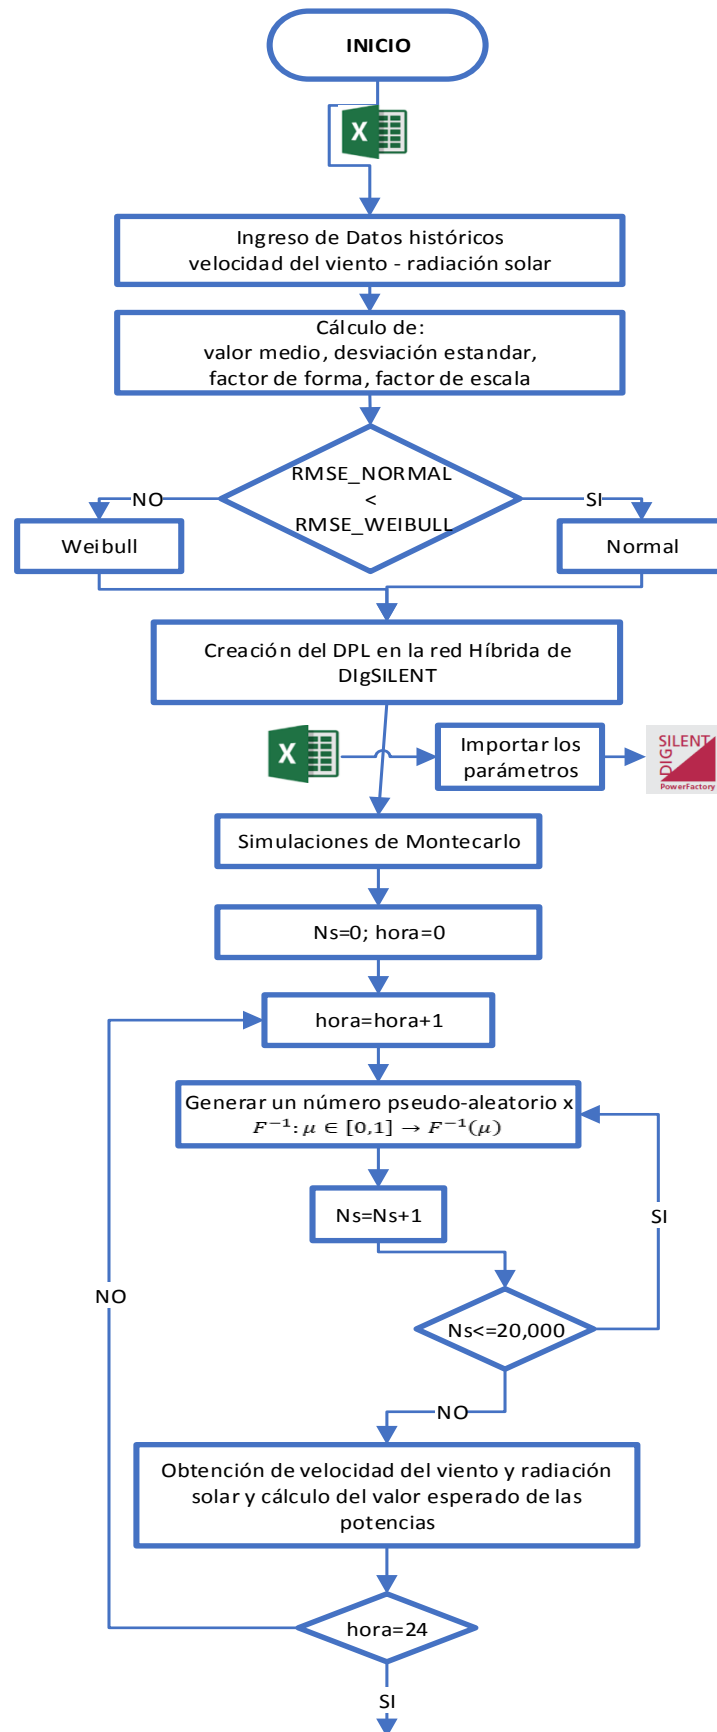 INICIO
X
Ingreso de Datos históricos
velocidad del viento - radiación solar
Cálculo de:
valor medio, desviación estandar,
factor de forma, factor de escala
RMSE_NORMAL
<
RMSE_WEIBULL
NO
SI
Weibull
Normal
Creación del DPL en la red Híbrida de
DIgSILENT
X
Importar los
parámetros
DIG
SILENT
PowerFactory
Simulaciones de Montecarlo
Ns=0; hora=0
hora=hora+1
Generar un número pseudo-aleatorio x
F⁻¹: μ ∈ [0,1] → F⁻¹(μ)
Ns=Ns+1
SI
NO
Ns<=20,000
NO
Obtención de velocidad del viento y radiación
solar y cálculo del valor esperado de las
potencias
hora=24
SI